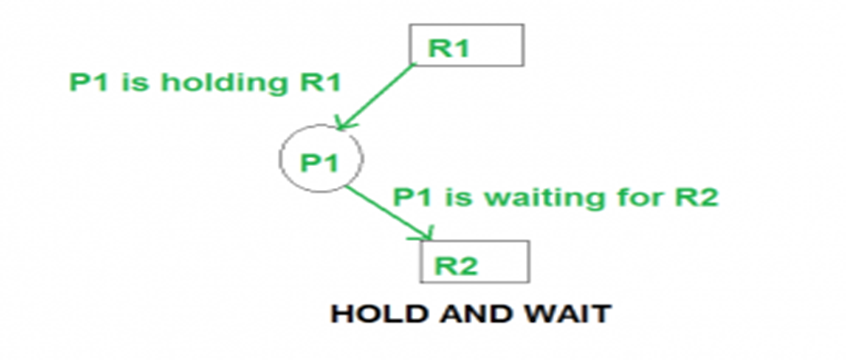 R1
P1 is holding R1
P1
P1 is waiting for R2
R2
HOLD AND WAIT